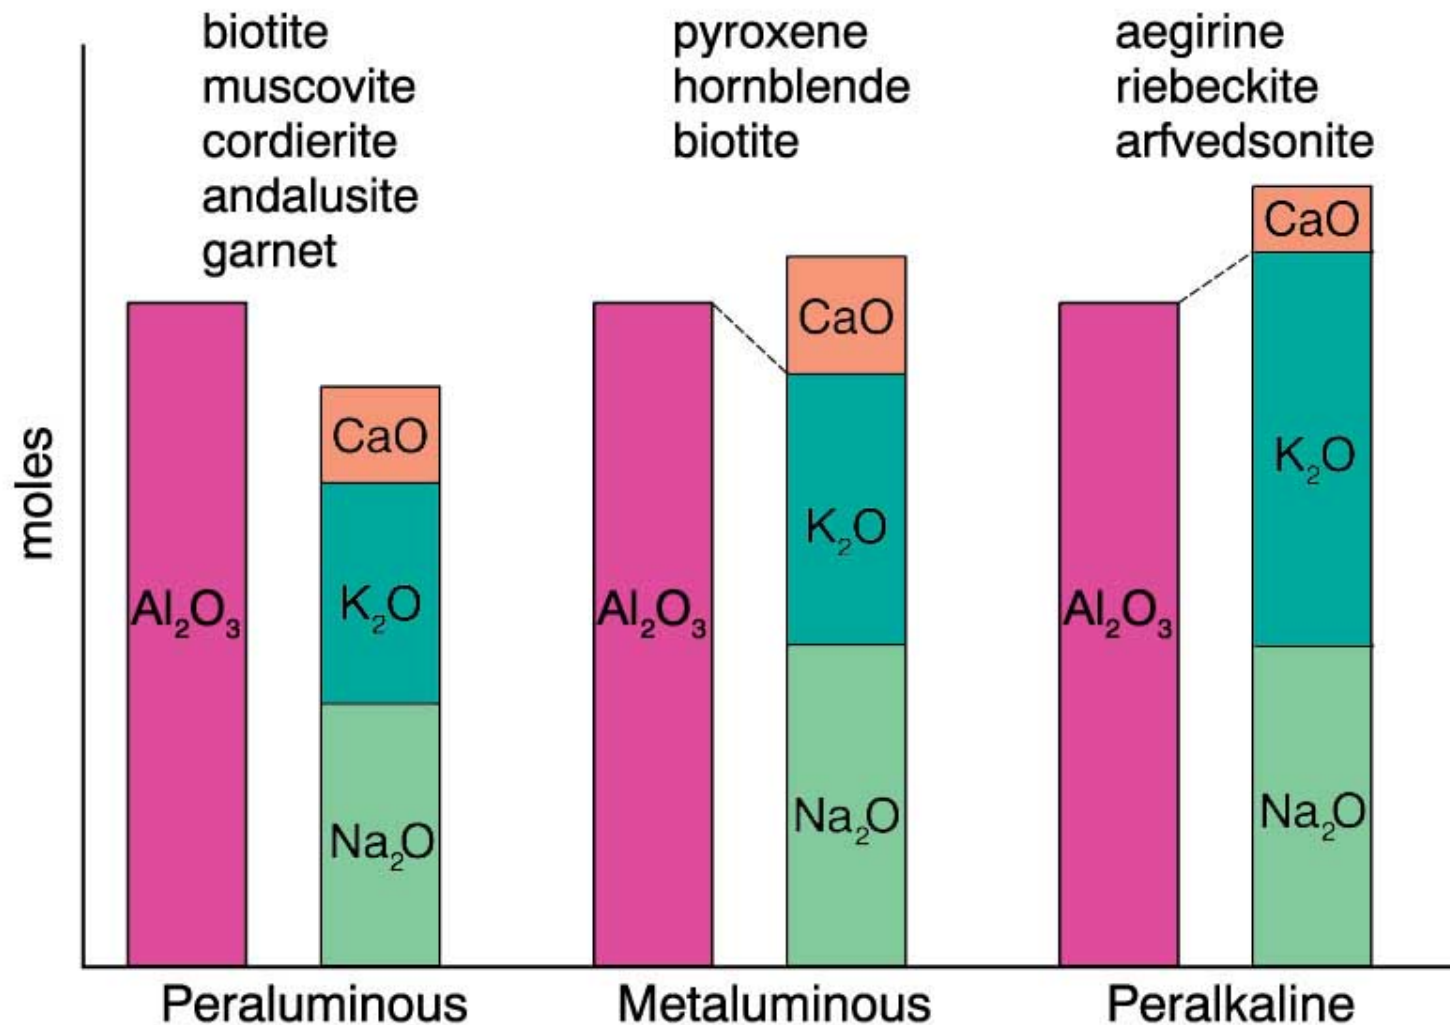 biotite
muscovite
cordierite
andalusite
garnet
pyroxene
hornblende
biotite
aegirine
riebeckite
arfvedsonite
moles
Al₂O₃
CaO
K₂O
Na₂O
Al₂O₃
CaO
K₂O
Na₂O
Al₂O₃
CaO
K₂O
Na₂O
Peraluminous
Metaluminous
Peralkaline